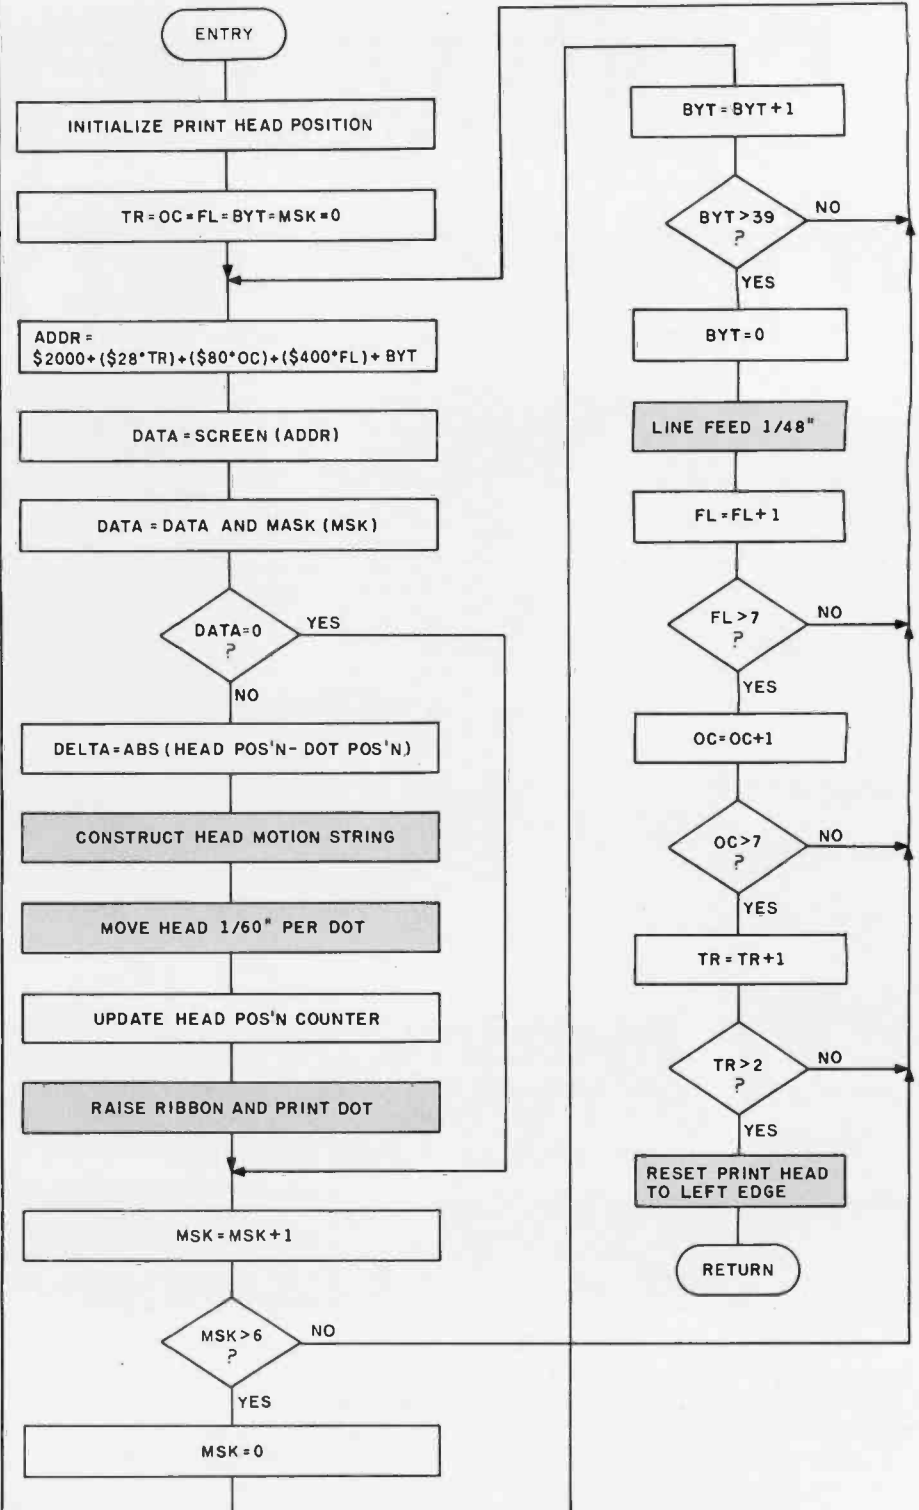 ENTRY
INITIALIZE PRINT HEAD POSITION
TR=OC=FL=BYT=MSK=0
ADDR=
$2000+($28*TR)+($80*OC)+($400*FL)+BYT
DATA=SCREEN(ADDR)
DATA=DATA AND MASK(MSK)
DATA=0
?
YES
NO
DELTA=ABS(HEAD POS'N-DOT POS'N)
CONSTRUCT HEAD MOTION STRING
MOVE HEAD 1/60" PER DOT
UPDATE HEAD POS'N COUNTER
RAISE RIBBON AND PRINT DOT
MSK=MSK+1
MSK>6
?
NO
YES
MSK=0
BYT=BYT+1
BYT>39
?
NO
YES
BYT=0
LINE FEED 1/48"
FL=FL+1
FL>7
?
NO
YES
OC=OC+1
OC>7
?
NO
YES
TR=TR+1
TR>2
?
NO
YES
RESET PRINT HEAD
TO LEFT EDGE
RETURN